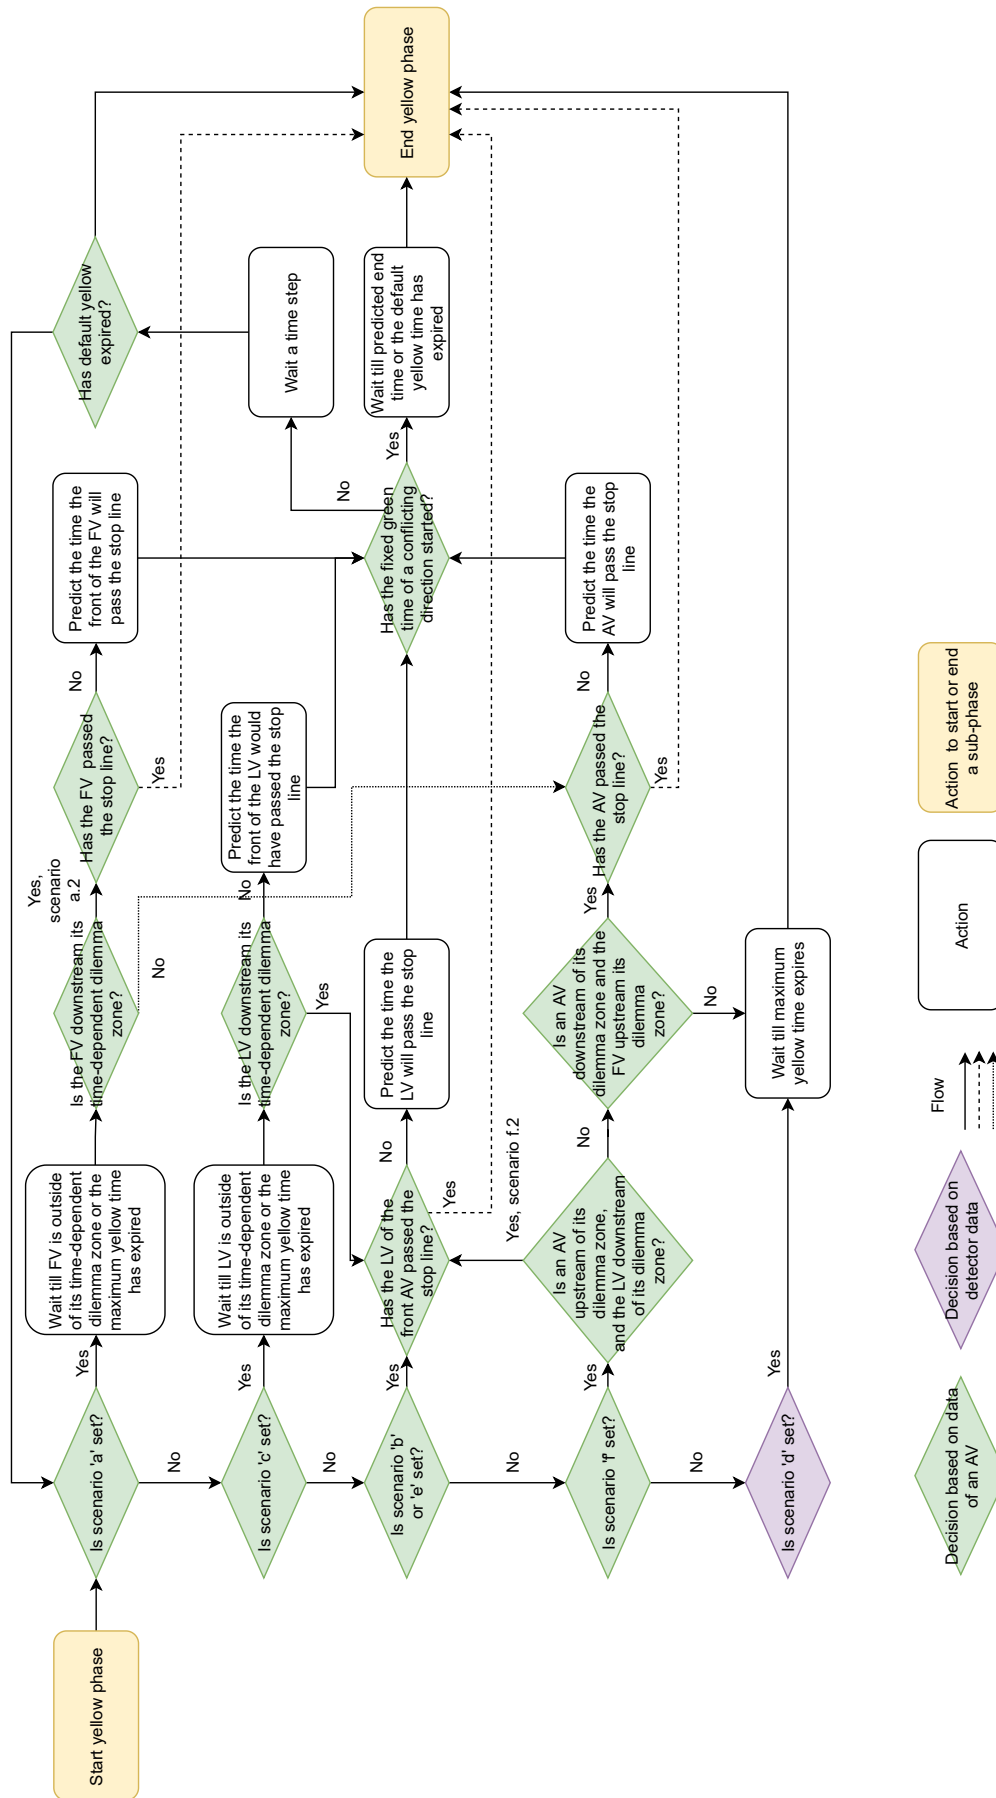 Start yellow phase
Is scenario 'a' set?
Yes
No
Wait till FV is outside
of its time-dependent
dilemma zone or the
maximum yellow time
has expired
Is the FV downstream its
time-dependent dilemma
zone?
Yes,
scenario
a.2
No
Has the FV  passed
the stop line?
No
Yes
Predict the time the
front of the FV will
pass the stop line
Has default yellow
expired?
Is scenario 'c' set?
Yes
No
Wait till LV is outside
of its time-dependent
dilemma zone or the
maximum yellow time
has expired
Is the LV downstream its
time-dependent dilemma
zone?
No
Yes
Predict the time the
front of the LV would
have passed the stop
line
Wait a time step
Is scenario 'b'
or 'e' set?
Yes
No
Has the LV of the
front AV passed the
stop line?
No
Yes
Predict the time the
LV will pass the stop
line
Has the fixed green
time of a conflicting
direction started?
No
Yes
Wait till predicted end
time or the default
yellow time has
expired
End yellow phase
Is scenario 'f' set?
Yes
No
Is an AV
upstream of its
dilemma zone,
and the LV downstream
of its dilemma
zone?
Yes, scenario f.2
No
Is an AV
downstream of its
dilemma zone and the
FV upstream its
dilemma
zone?
Yes
No
Has the AV passed the
stop line?
No
Yes
Predict the time the
AV will pass the stop
line
Is scenario 'd' set?
Yes
Wait till maximum
yellow time expires
Decision based on data
of an AV
Decision based on
detector data
Flow
Action
Action  to start or end
a sub-phase